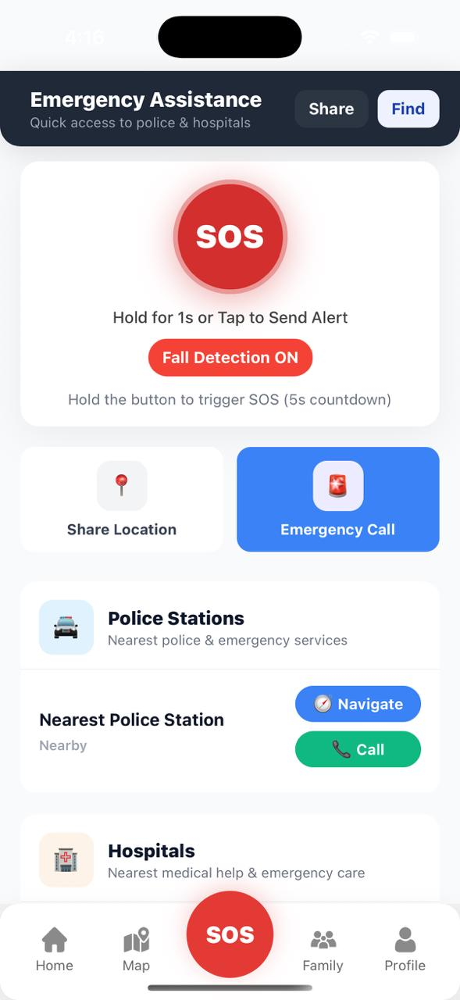 4:16
Emergency Assistance
Quick access to police & hospitals
Share
Find
SOS
Hold for 1s or Tap to Send Alert
Fall Detection ON
Hold the button to trigger SOS (5s countdown)
Share Location
Emergency Call
Police Stations
Nearest police & emergency services
Nearest Police Station
Nearby
Navigate
Call
Hospitals
Nearest medical help & emergency care
Home
Map
SOS
Family
Profile